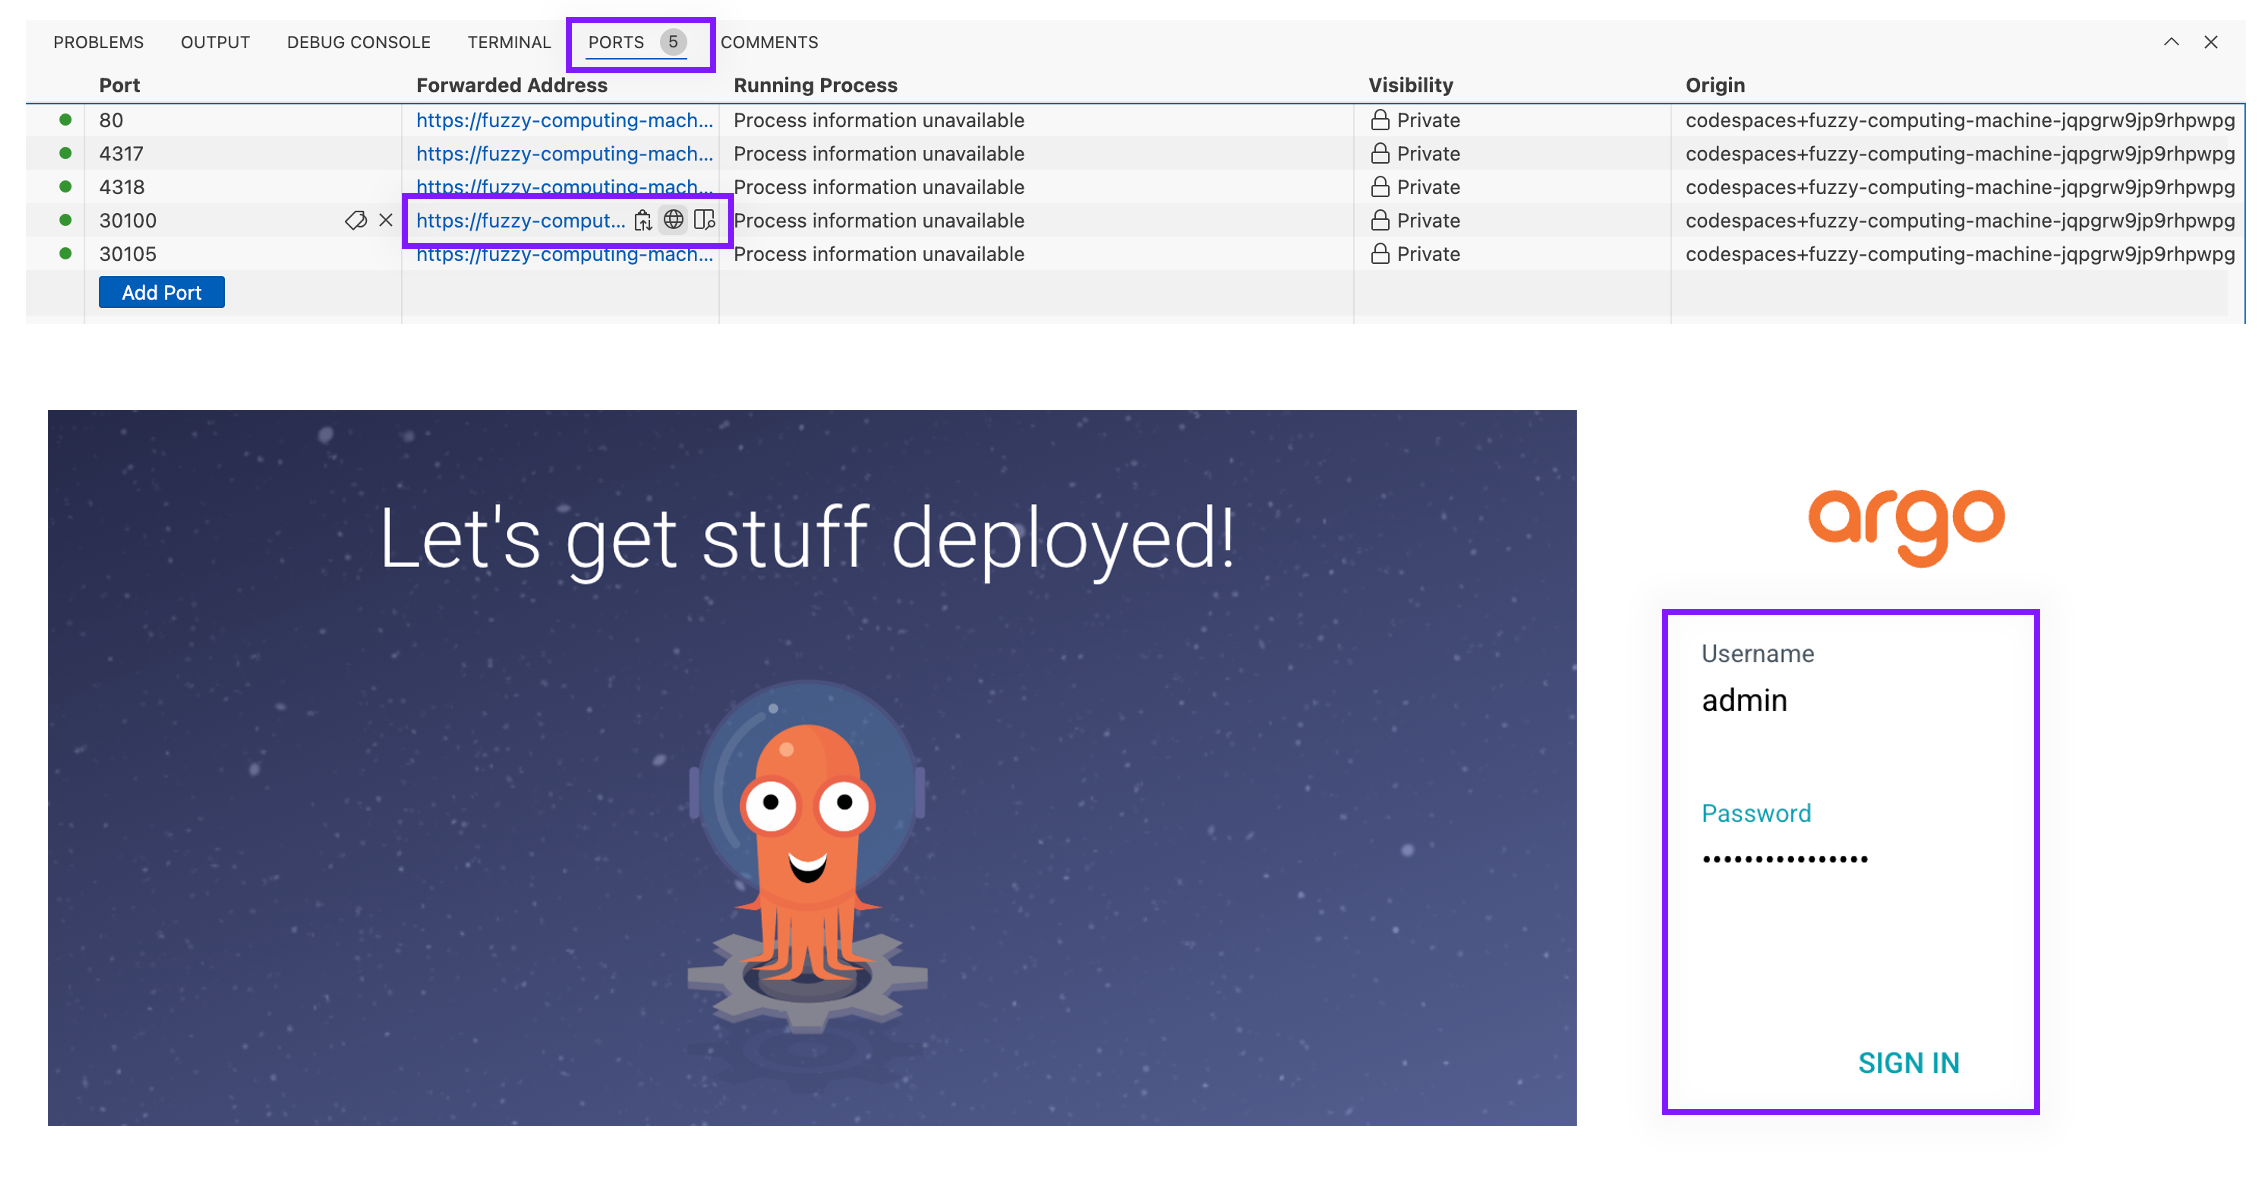 PROBLEMS OUTPUT DEBUG CONSOLE TERMINAL PORTS 5 COMMENTS
Port Forwarded Address Running Process Visibility Origin
80 https://fuzzy-computing-mach... Process information unavailable Private codespaces+fuzzy-computing-machine-jqpgrw9jp9rhpwpg
4317 https://fuzzy-computing-mach... Process information unavailable Private codespaces+fuzzy-computing-machine-jqpgrw9jp9rhpwpg
4318 https://fuzzy-computing-mach... Process information unavailable Private codespaces+fuzzy-computing-machine-jqpgrw9jp9rhpwpg
30100 https://fuzzy-comput... Process information unavailable Private codespaces+fuzzy-computing-machine-jqpgrw9jp9rhpwpg
30105 https://fuzzy-computing-mach... Process information unavailable Private codespaces+fuzzy-computing-machine-jqpgrw9jp9rhpwpg
Add Port
Let's get stuff deployed!
argo
Username
admin
Password
••••••••••••••••
SIGN IN